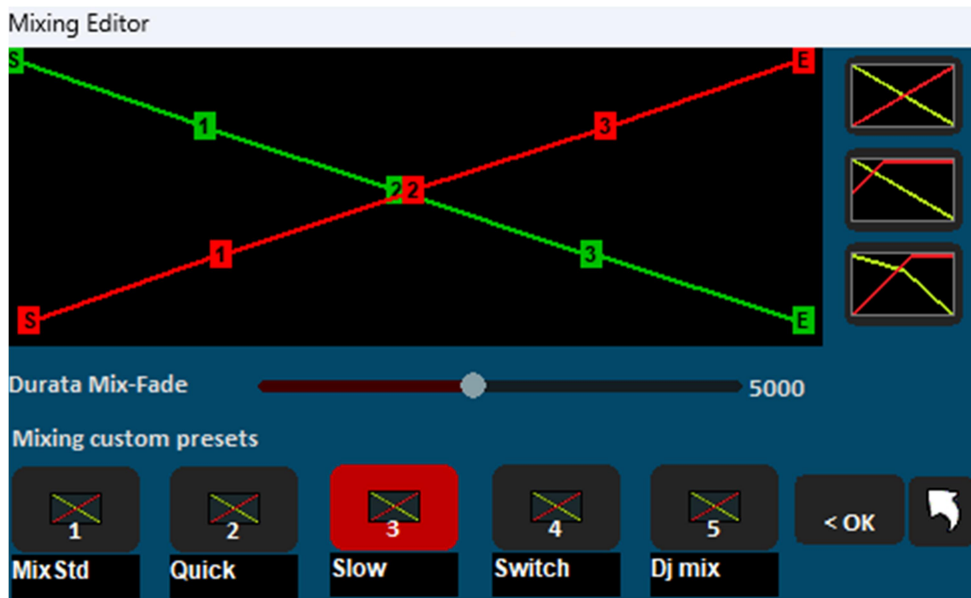 Mixing Editor
S E
1 3
2 2
1 3
S E
Durata Mix-Fade 5000
Mixing custom presets
1 2 3 4 5 < OK
Mix Std Quick Slow Switch Dj mix